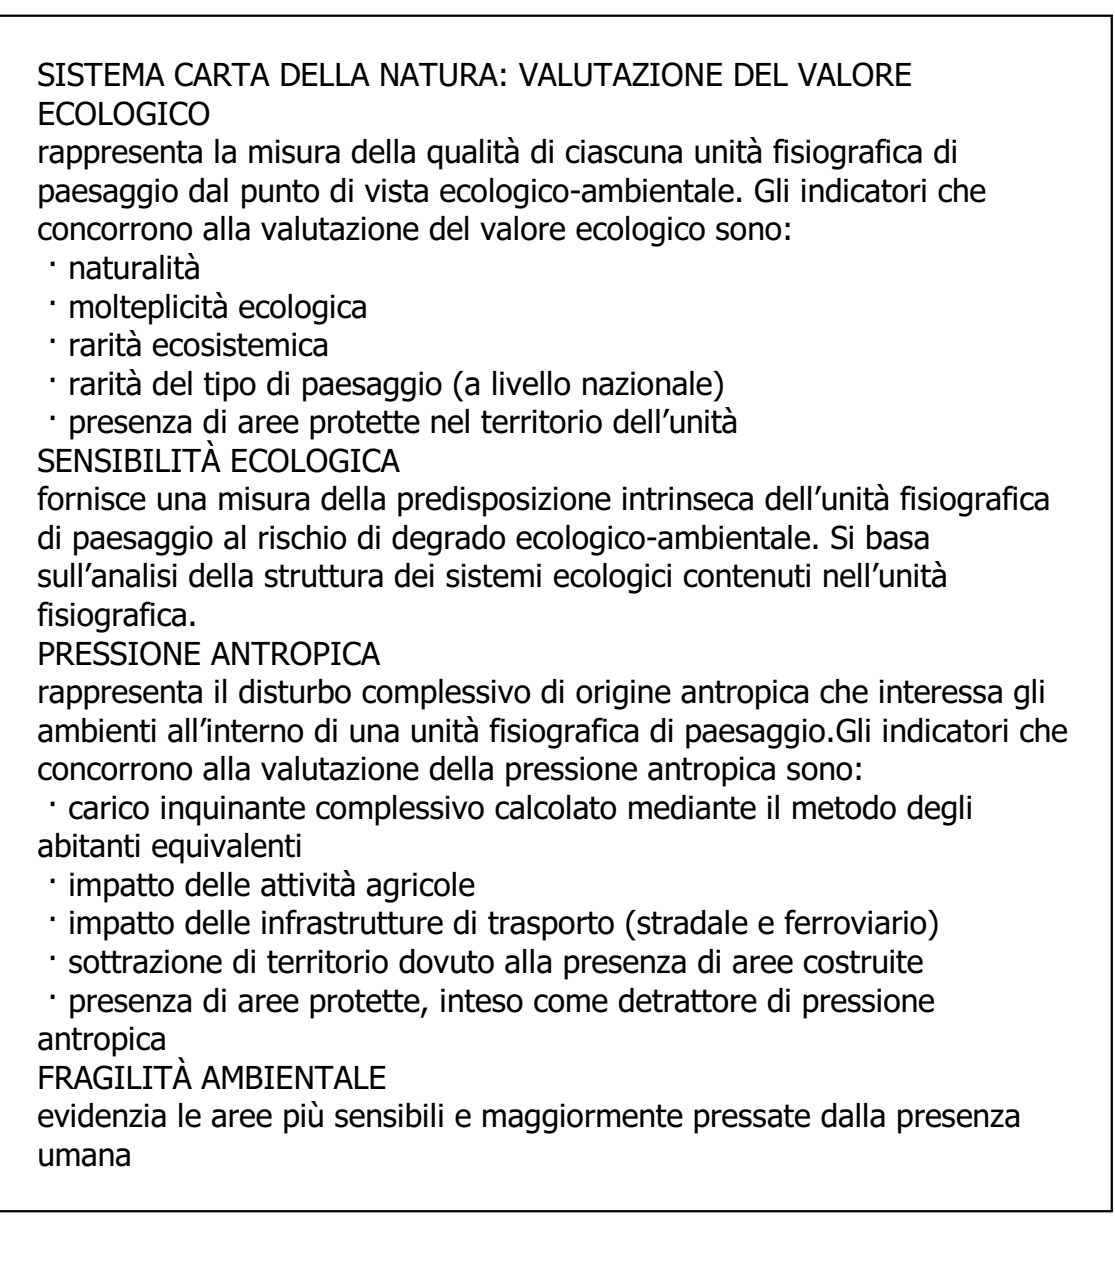 SISTEMA CARTA DELLA NATURA: VALUTAZIONE DEL VALORE
ECOLOGICO
rappresenta la misura della qualità di ciascuna unità fisiografica di
paesaggio dal punto di vista ecologico-ambientale. Gli indicatori che
concorrono alla valutazione del valore ecologico sono:
· naturalità
· molteplicità ecologica
· rarità ecosistemica
· rarità del tipo di paesaggio (a livello nazionale)
· presenza di aree protette nel territorio dell’unità
SENSIBILITÀ ECOLOGICA
fornisce una misura della predisposizione intrinseca dell’unità fisiografica
di paesaggio al rischio di degrado ecologico-ambientale. Si basa
sull’analisi della struttura dei sistemi ecologici contenuti nell’unità
fisiografica.
PRESSIONE ANTROPICA
rappresenta il disturbo complessivo di origine antropica che interessa gli
ambienti all’interno di una unità fisiografica di paesaggio.Gli indicatori che
concorrono alla valutazione della pressione antropica sono:
· carico inquinante complessivo calcolato mediante il metodo degli
abitanti equivalenti
· impatto delle attività agricole
· impatto delle infrastrutture di trasporto (stradale e ferroviario)
· sottrazione di territorio dovuto alla presenza di aree costruite
· presenza di aree protette, inteso come detrattore di pressione
antropica
FRAGILITÀ AMBIENTALE
evidenzia le aree più sensibili e maggiormente pressate dalla presenza
umana